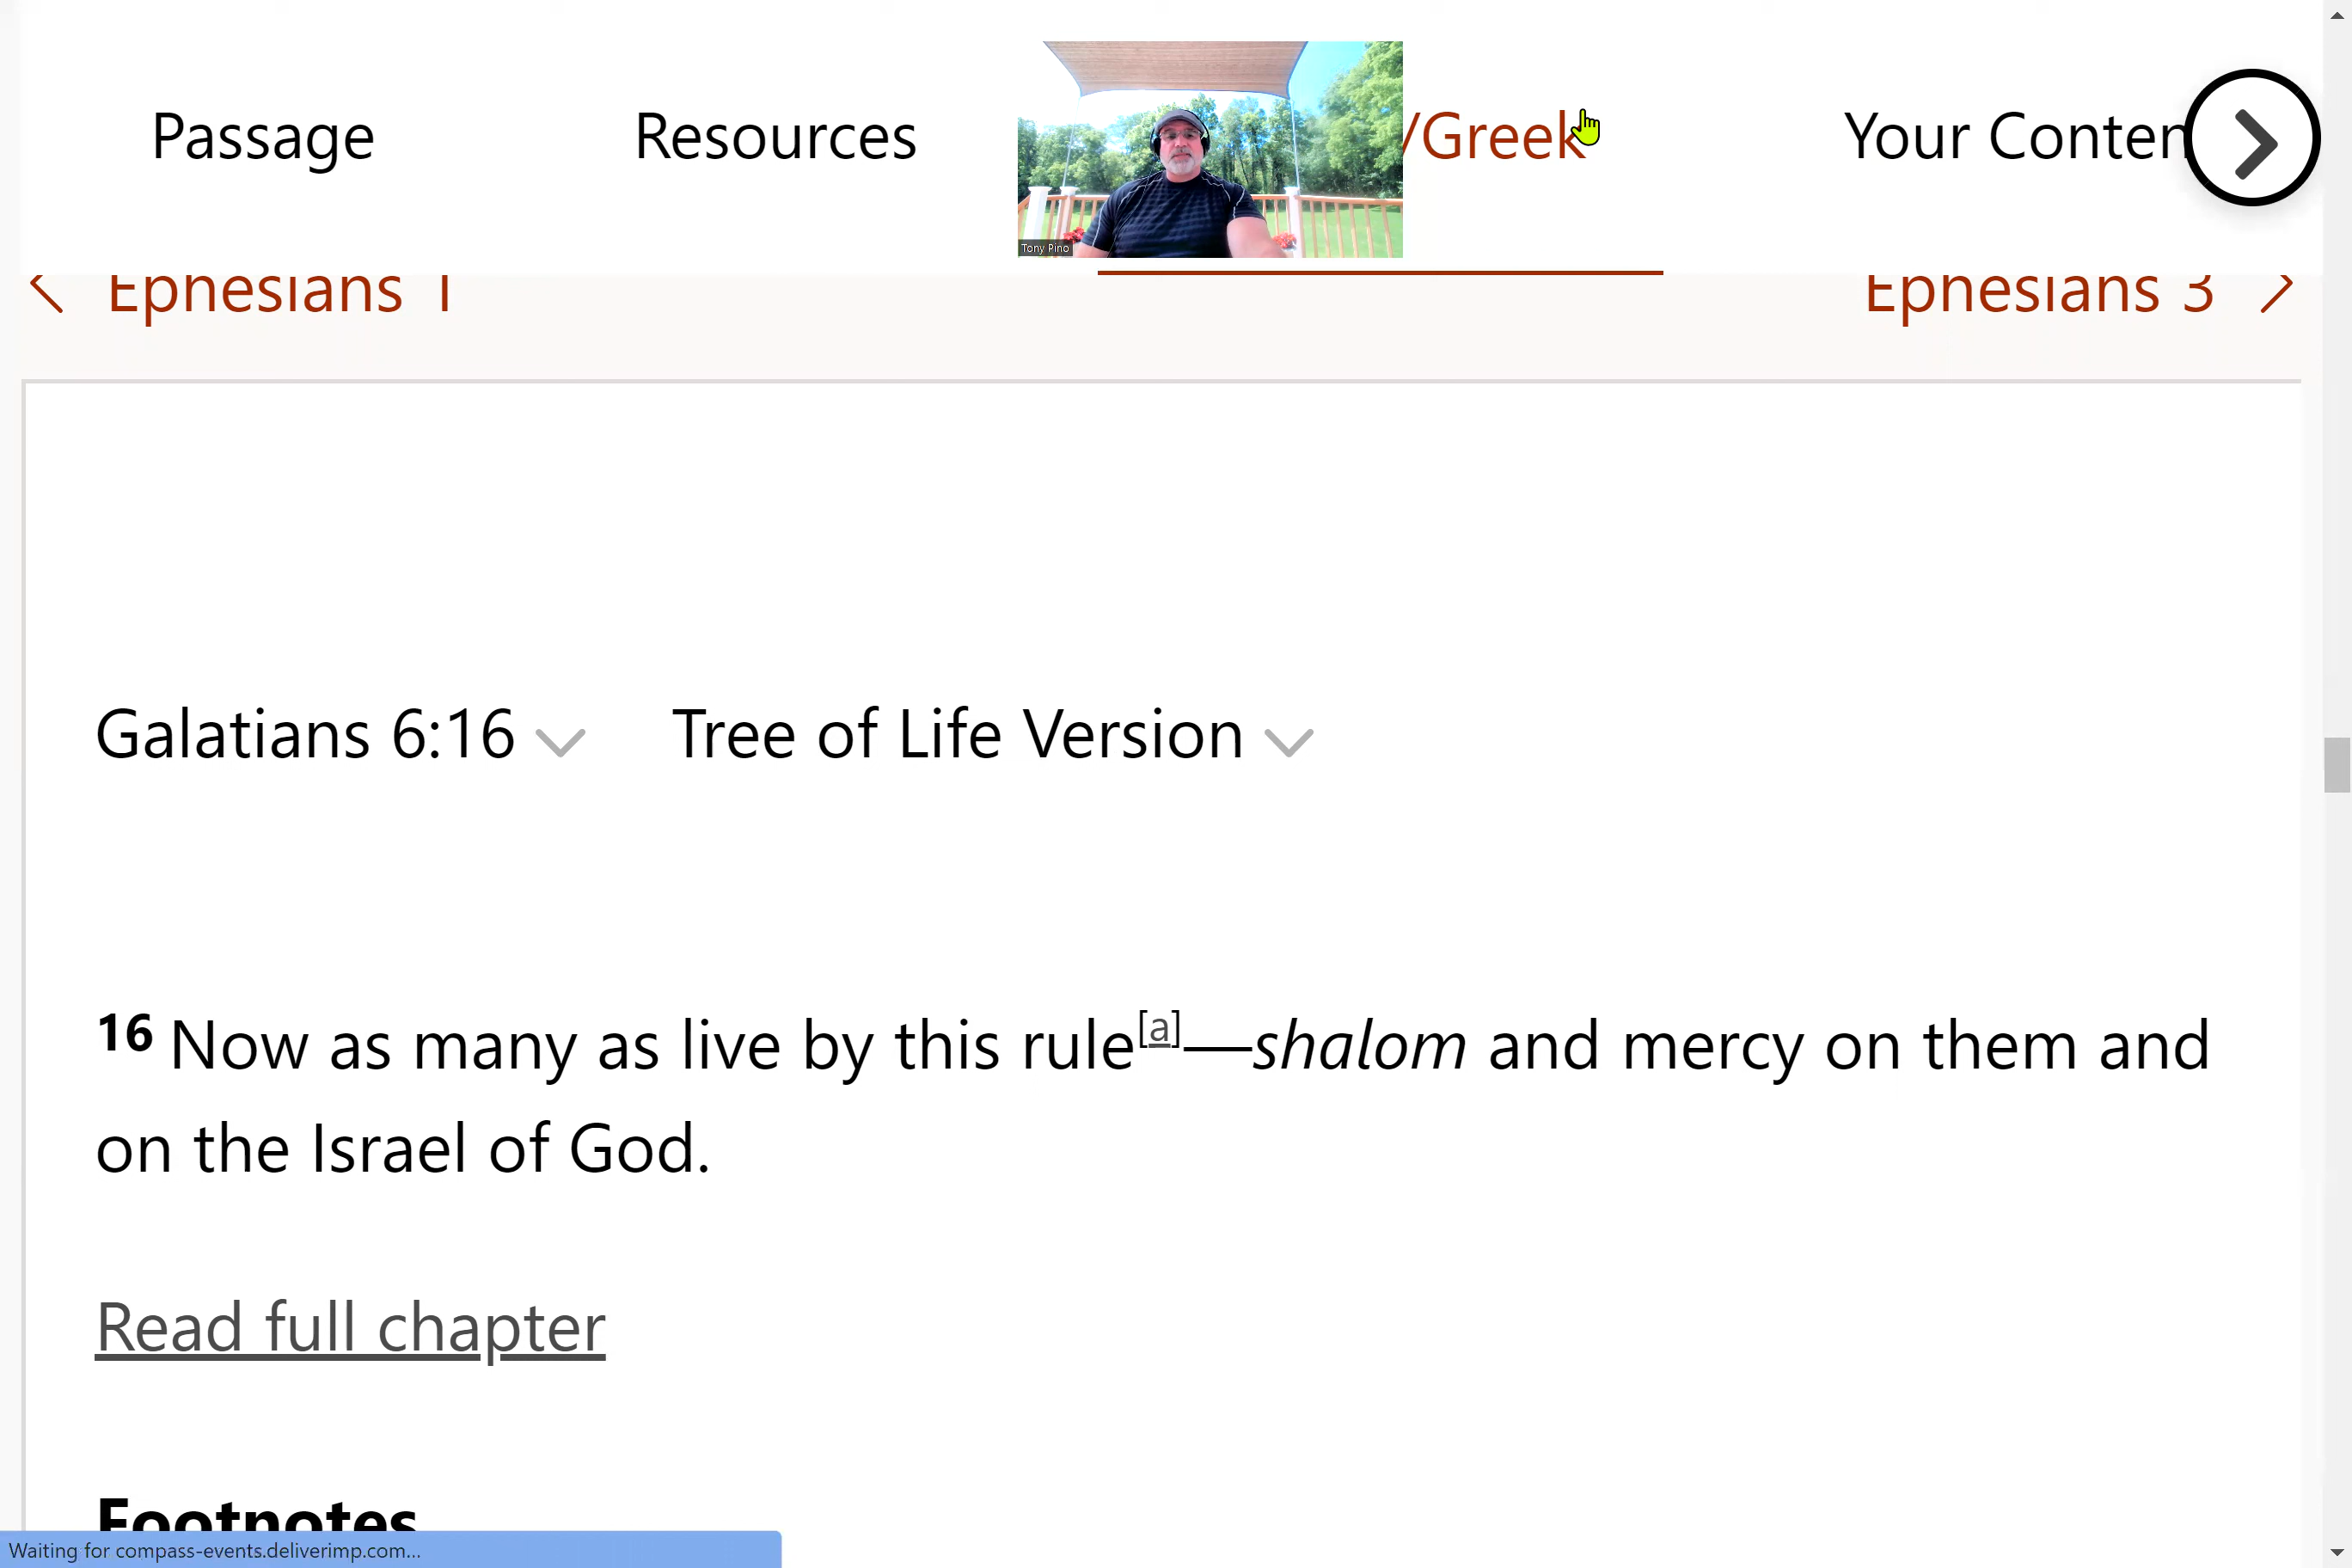 Passage
Resources
/Greek
Your Conten
Tony Pino
Ephesians 1
Ephesians 3
Galatians 6:16
Tree of Life Version
16 Now as many as live by this rule[a]—shalom and mercy on them and
on the Israel of God.
Read full chapter
Footnotes
Waiting for compass-events.deliverimp.com...